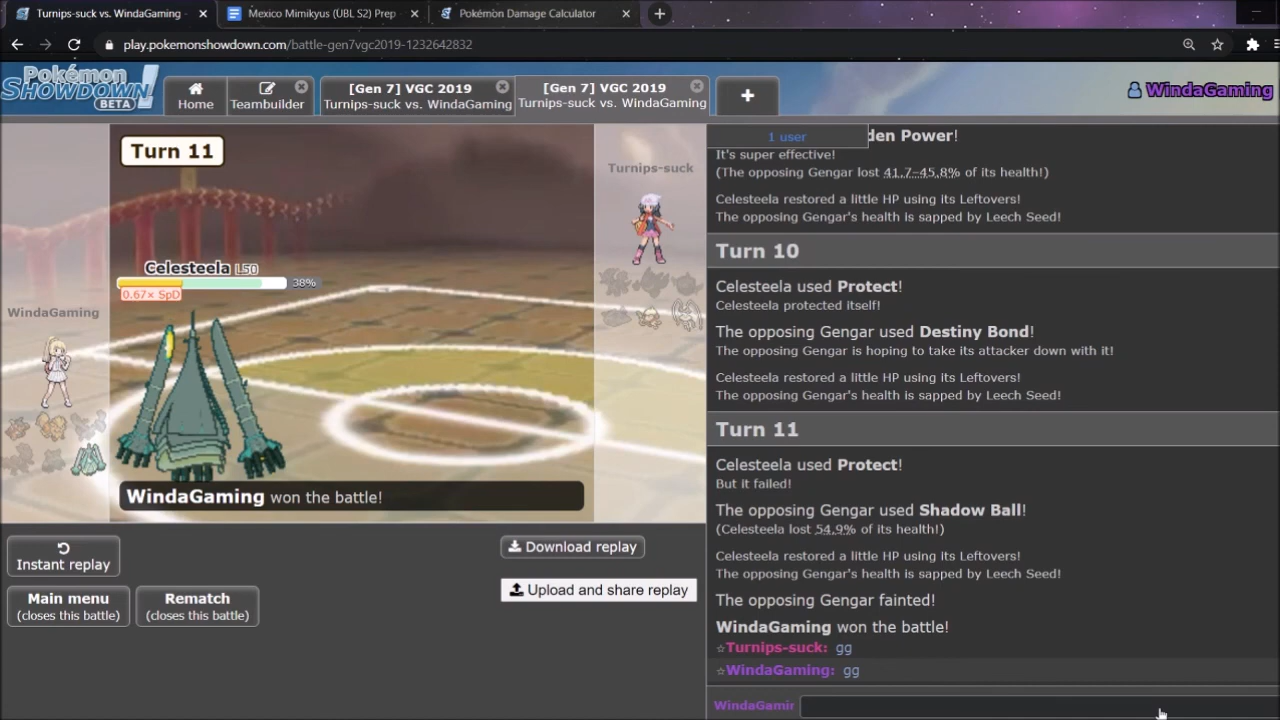 Turnips-suck vs. WindaGaming -
Mexico Mimikyus (UBL S2) Prep
Pokémon Damage Calculator
play.pokemonshowdown.com/battle-gen7vgc2019-1232642832
Pokémon
Showdown!
BETA
Home
Teambuilder
[Gen 7] VGC 2019
Turnips-suck vs. WindaGaming
[Gen 7] VGC 2019
Turnips-suck vs. WindaGaming
WindaGaming
Turn 11
Turnips-suck
Celesteela L50
38%
0.67× SpD
WindaGaming
WindaGaming won the battle!
Instant replay
Download replay
Upload and share replay
Main menu
(closes this battle)
Rematch
(closes this battle)
1 user
den Power!
It's super effective!
(The opposing Gengar lost 41.7–45.8% of its health!)
Celesteela restored a little HP using its Leftovers!
The opposing Gengar's health is sapped by Leech Seed!
Turn 10
Celesteela used Protect!
Celesteela protected itself!
The opposing Gengar used Destiny Bond!
The opposing Gengar is hoping to take its attacker down with it!
Celesteela restored a little HP using its Leftovers!
The opposing Gengar's health is sapped by Leech Seed!
Turn 11
Celesteela used Protect!
But it failed!
The opposing Gengar used Shadow Ball!
(Celesteela lost 54.9% of its health!)
Celesteela restored a little HP using its Leftovers!
The opposing Gengar's health is sapped by Leech Seed!
The opposing Gengar fainted!
WindaGaming won the battle!
☆Turnips-suck: gg
☆WindaGaming: gg
WindaGamir